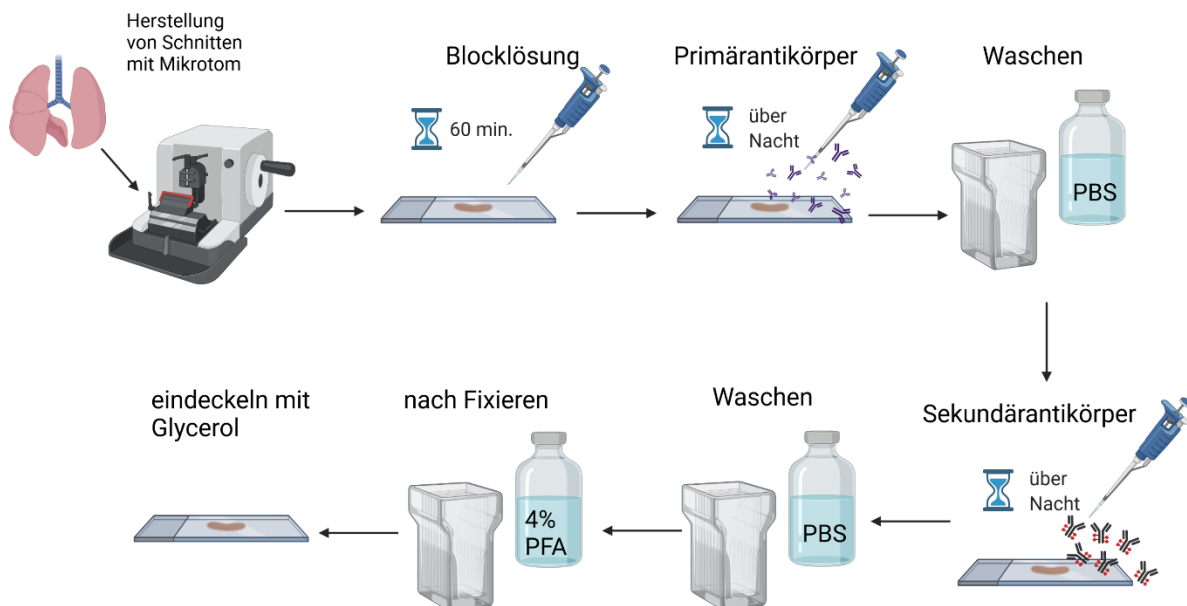 Herstellung
von Schnitten
mit Mikrotom
Blocklösung
60 min.
Primärantikörper
über
Nacht
Waschen
PBS
Sekundärantikörper
über
Nacht
Waschen
PBS
nach Fixieren
4%
PFA
eindeckeln mit
Glycerol